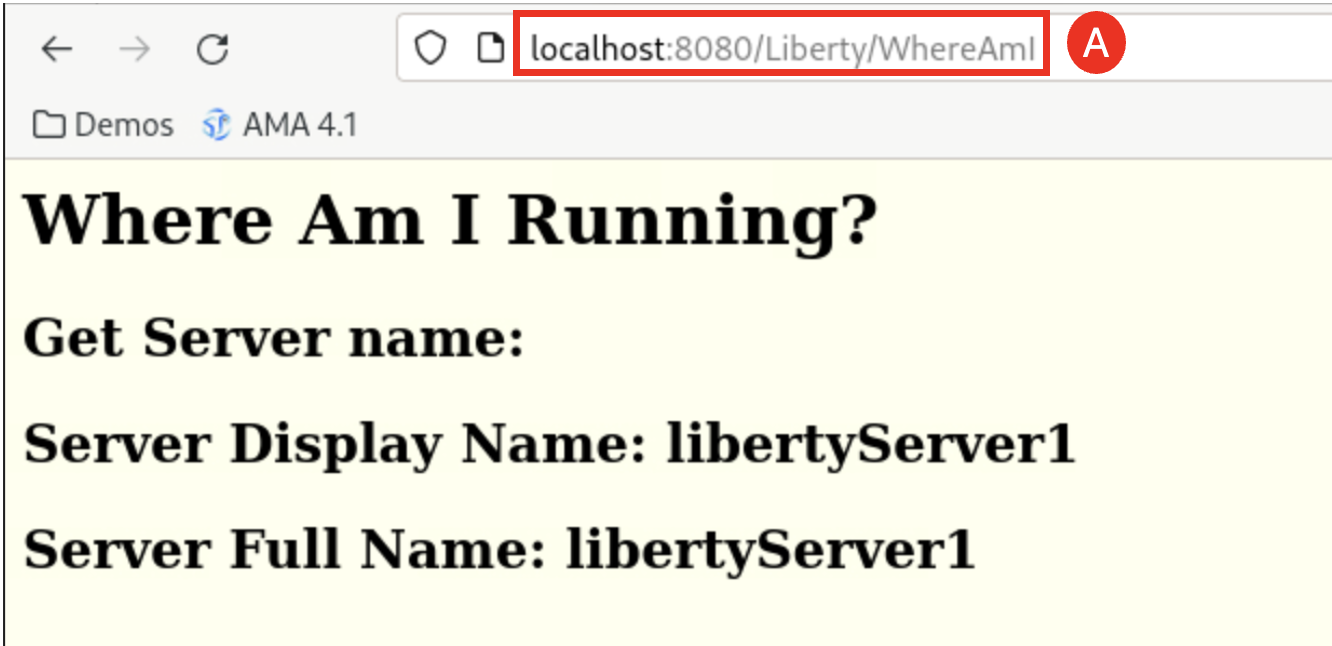 localhost:8080/Liberty/WhereAmI A
Demos AMA 4.1
Where Am I Running?
Get Server name:
Server Display Name: libertyServer1
Server Full Name: libertyServer1